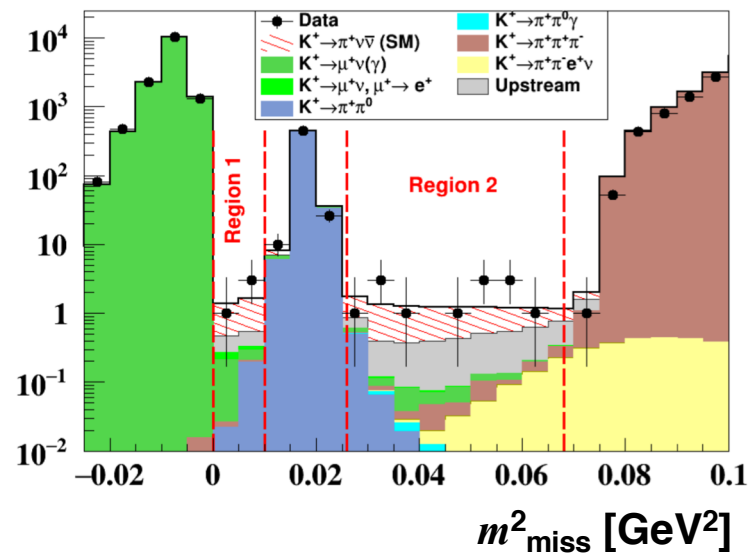 Data
K⁺→π⁺νν̅ (SM)
K⁺→μ⁺ν(γ)
K⁺→μ⁺ν, μ⁺→ e⁺
K⁺→π⁺π⁰
K⁺→π⁺π⁰γ
K⁺→π⁺π⁺π⁻
K⁺→π⁺π⁻e⁺ν
Upstream
10⁴
10³
10²
10
1
10⁻¹
10⁻²
Region 1
Region 2
−0.02 0 0.02 0.04 0.06 0.08 0.1
m²miss [GeV²]